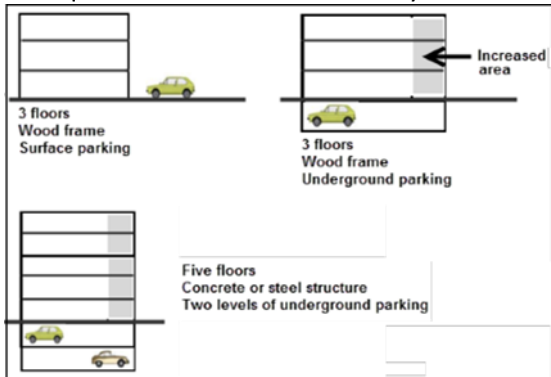 3 floors
Wood frame
Surface parking
Increased
area
3 floors
Wood frame
Underground parking
Five floors
Concrete or steel structure
Two levels of underground parking